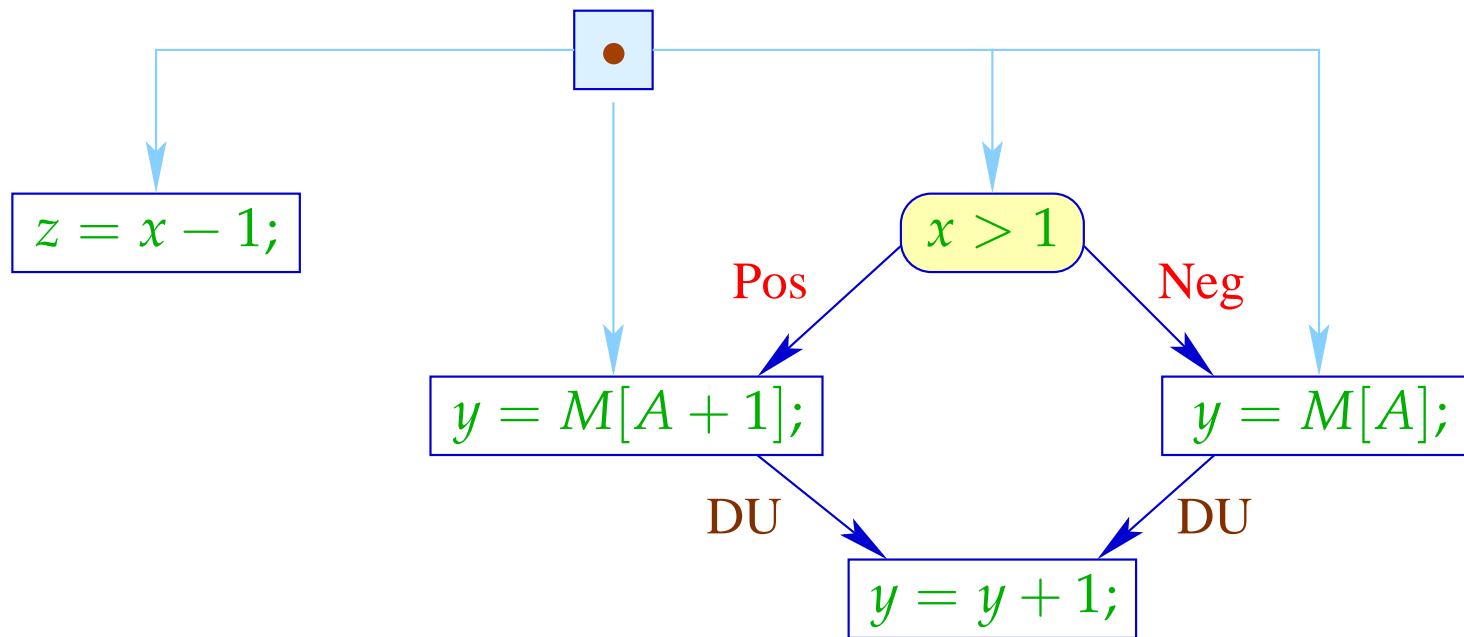 z = x − 1;
x > 1
Pos
Neg
y = M[A + 1];
y = M[A];
DU
DU
y = y + 1;